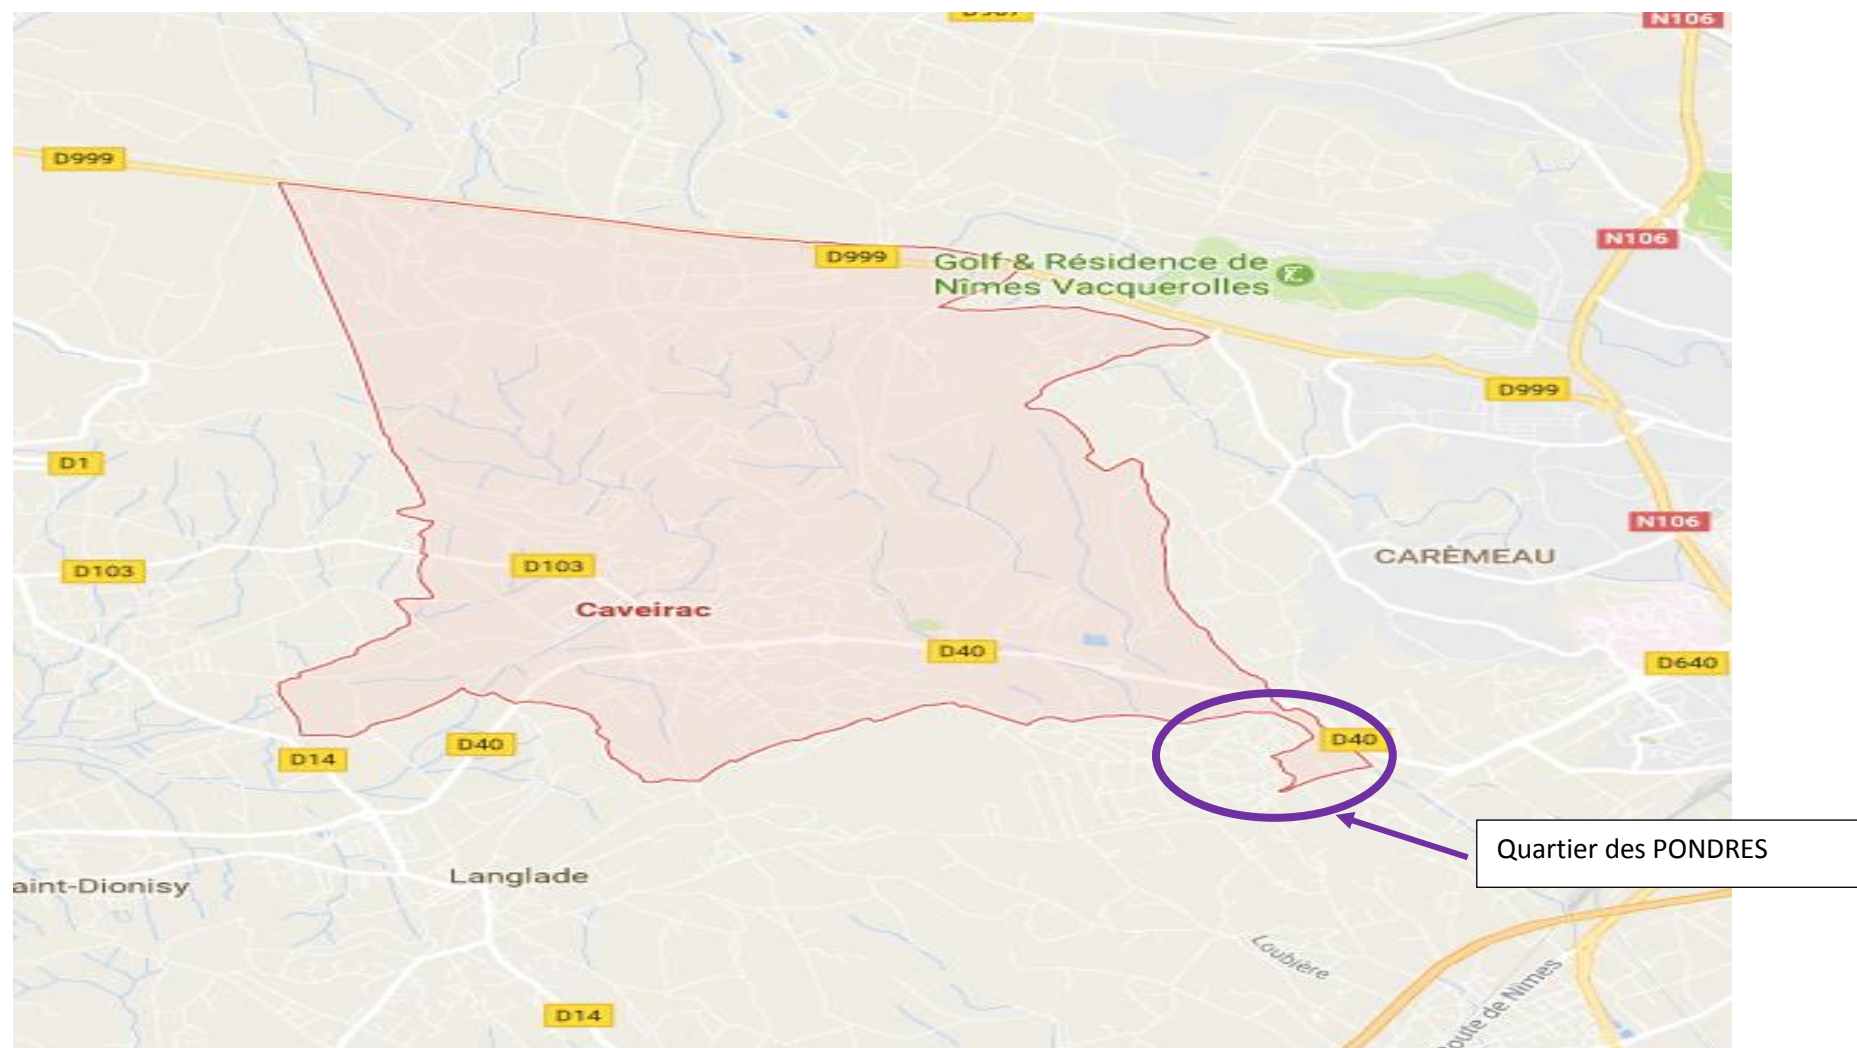 N106
D999
N106
D999
Golf & Résidence de
Nîmes Vacquerolles
D999
D1
N106
CARÈMEAU
D103
D103
Caveirac
D40
D640
D40
D40
D14
Quartier des PONDRES
Langlade
aint-Dionisy
Loubière
oute de Nîmes
D14